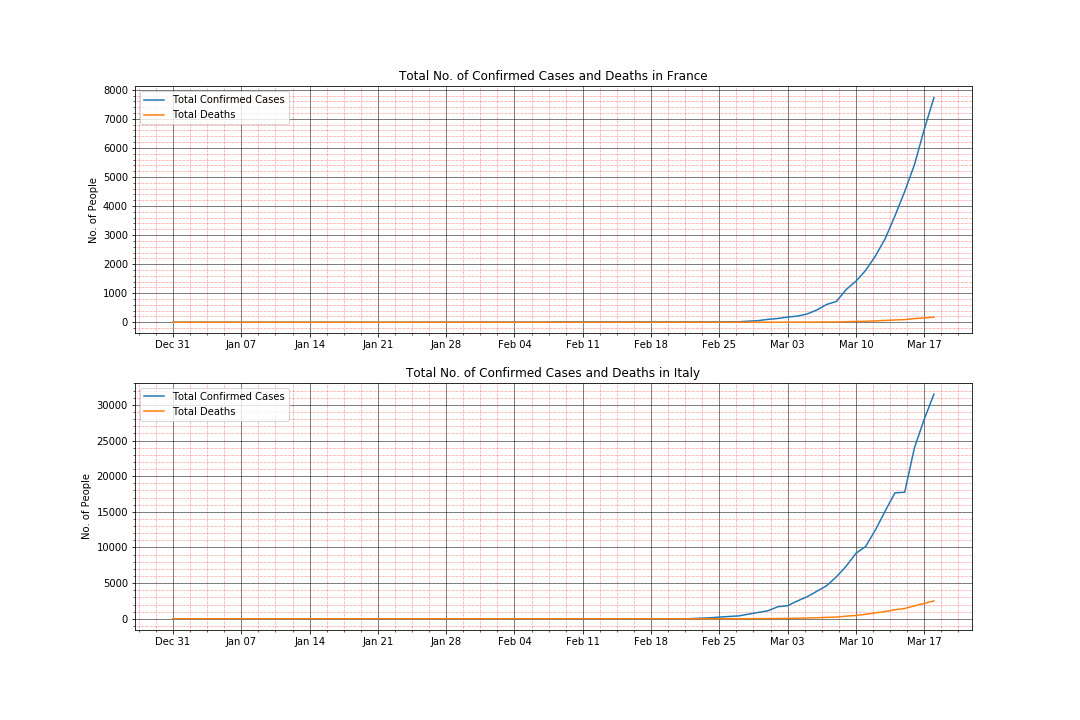 Total No. of Confirmed Cases and Deaths in France
Total Confirmed Cases
Total Deaths
No. of People
8000
7000
6000
5000
4000
3000
2000
1000
0
Dec 31 Jan 07 Jan 14 Jan 21 Jan 28 Feb 04 Feb 11 Feb 18 Feb 25 Mar 03 Mar 10 Mar 17
Total No. of Confirmed Cases and Deaths in Italy
Total Confirmed Cases
Total Deaths
No. of People
30000
25000
20000
15000
10000
5000
0
Dec 31 Jan 07 Jan 14 Jan 21 Jan 28 Feb 04 Feb 11 Feb 18 Feb 25 Mar 03 Mar 10 Mar 17